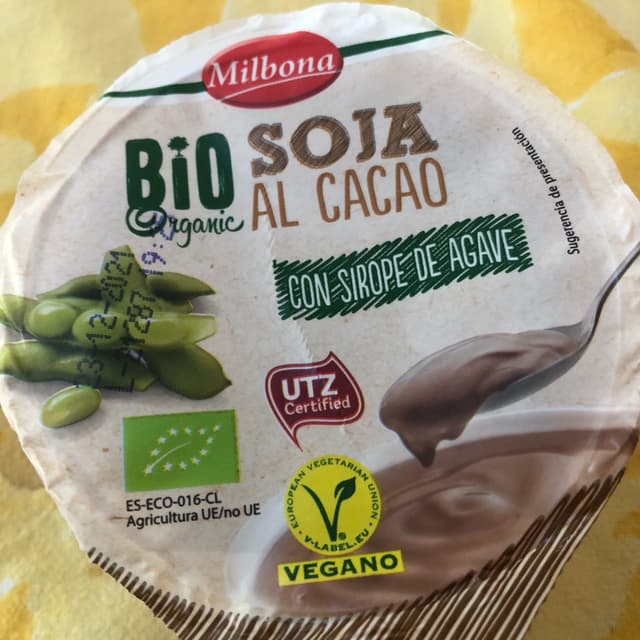 Milbona
BiO
Organic
SOJA
AL CACAO
CON SIROPE DE AGAVE
Sugerencia de presentación
UTZ
Certified
ES-ECO-016-CL
Agricultura UE/no UE
EUROPEAN VEGETARIAN UNION
V-LABEL.EU
VEGANO